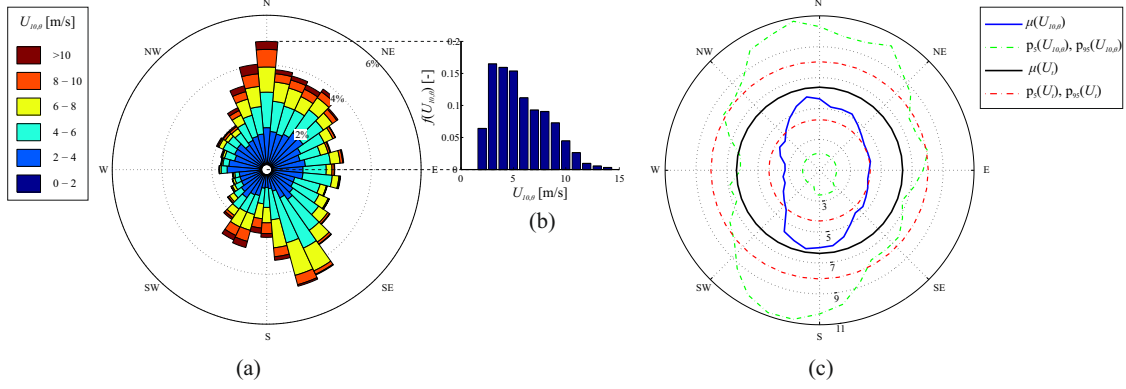 U10,θ [m/s]
>10
8 – 10
6 – 8
4 – 6
2 – 4
0 – 2
N
NE
E
SE
S
SW
W
NW
6%
4%
2%
(a)
0.2
0.15
0.1
0.05
0
f(U10,θ) [-]
0 5 10 15
U10,θ [m/s]
(b)
N
NE
E
SE
S
SW
W
NW
3
5
7
9
11
(c)
μ(U10,θ)
p5(U10,θ), p95(U10,θ)
μ(Ut)
p5(Ut), p95(Ut)